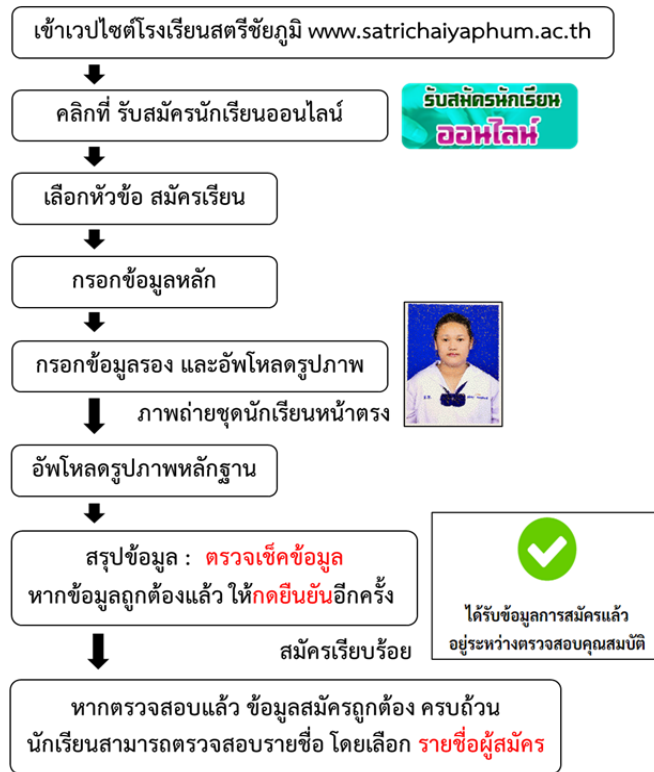 เข้าเวปไซต์โรงเรียนสตรีชัยภูมิ www.satrichaiyaphum.ac.th
คลิกที่ รับสมัครนักเรียนออนไลน์
รับสมัครนักเรียน
ออนไลน์
เลือกหัวข้อ สมัครเรียน
กรอกข้อมูลหลัก
กรอกข้อมูลรอง และอัพโหลดรูปภาพ
ภาพถ่ายชุดนักเรียนหน้าตรง
อัพโหลดรูปภาพหลักฐาน
สรุปข้อมูล : ตรวจเช็คข้อมูล
หากข้อมูลถูกต้องแล้ว ให้กดยืนยันอีกครั้ง
ได้รับข้อมูลการสมัครแล้ว
อยู่ระหว่างตรวจสอบคุณสมบัติ
สมัครเรียบร้อย
หากตรวจสอบแล้ว ข้อมูลสมัครถูกต้อง ครบถ้วน
นักเรียนสามารถตรวจสอบรายชื่อ โดยเลือก รายชื่อผู้สมัคร